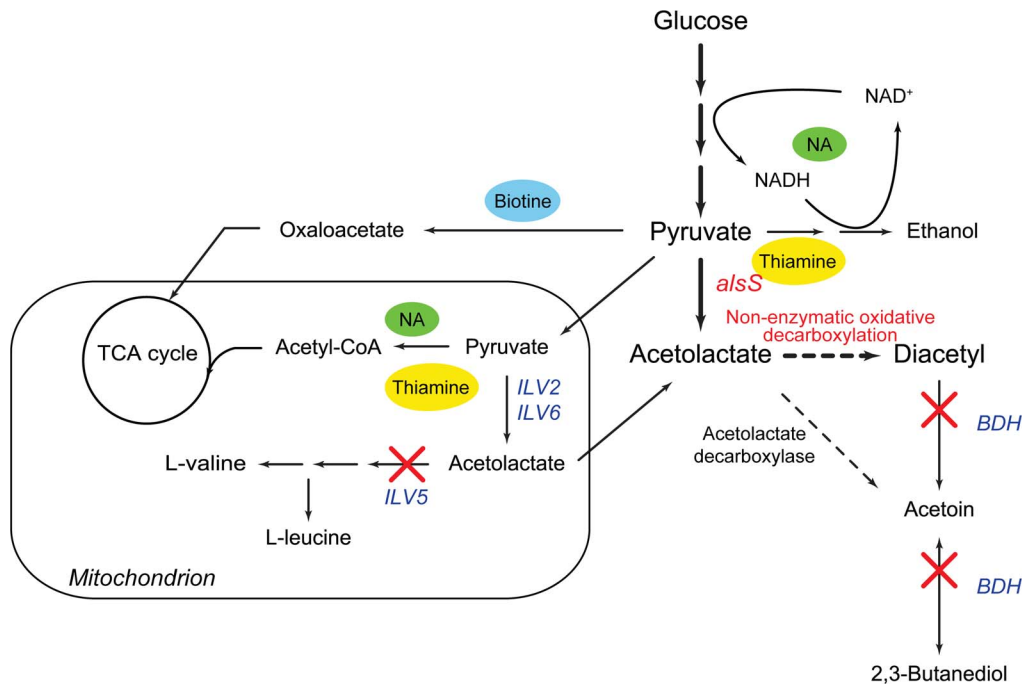 Glucose
NAD⁺
NA
NADH
Biotine
Oxaloacetate
Pyruvate
Ethanol
Thiamine
alsS
Non-enzymatic oxidative
decarboxylation
NA
TCA cycle
Acetyl-CoA
Pyruvate
Acetolactate
Diacetyl
Thiamine
ILV2
ILV6
BDH
Acetolactate
decarboxylase
L-valine
Acetolactate
ILV5
Acetoin
L-leucine
Mitochondrion
BDH
2,3-Butanediol